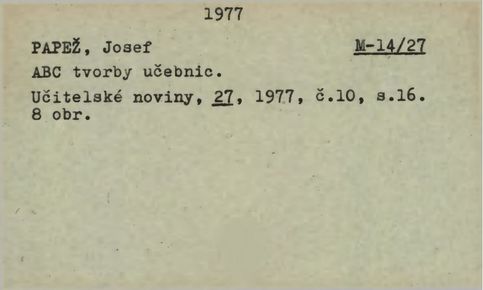 1977
PAPEŽ, Josef M-14/27
ABC tvorby učebnic.
Učitelské noviny, 27, 1977, č.10, s.16.
8 obr.